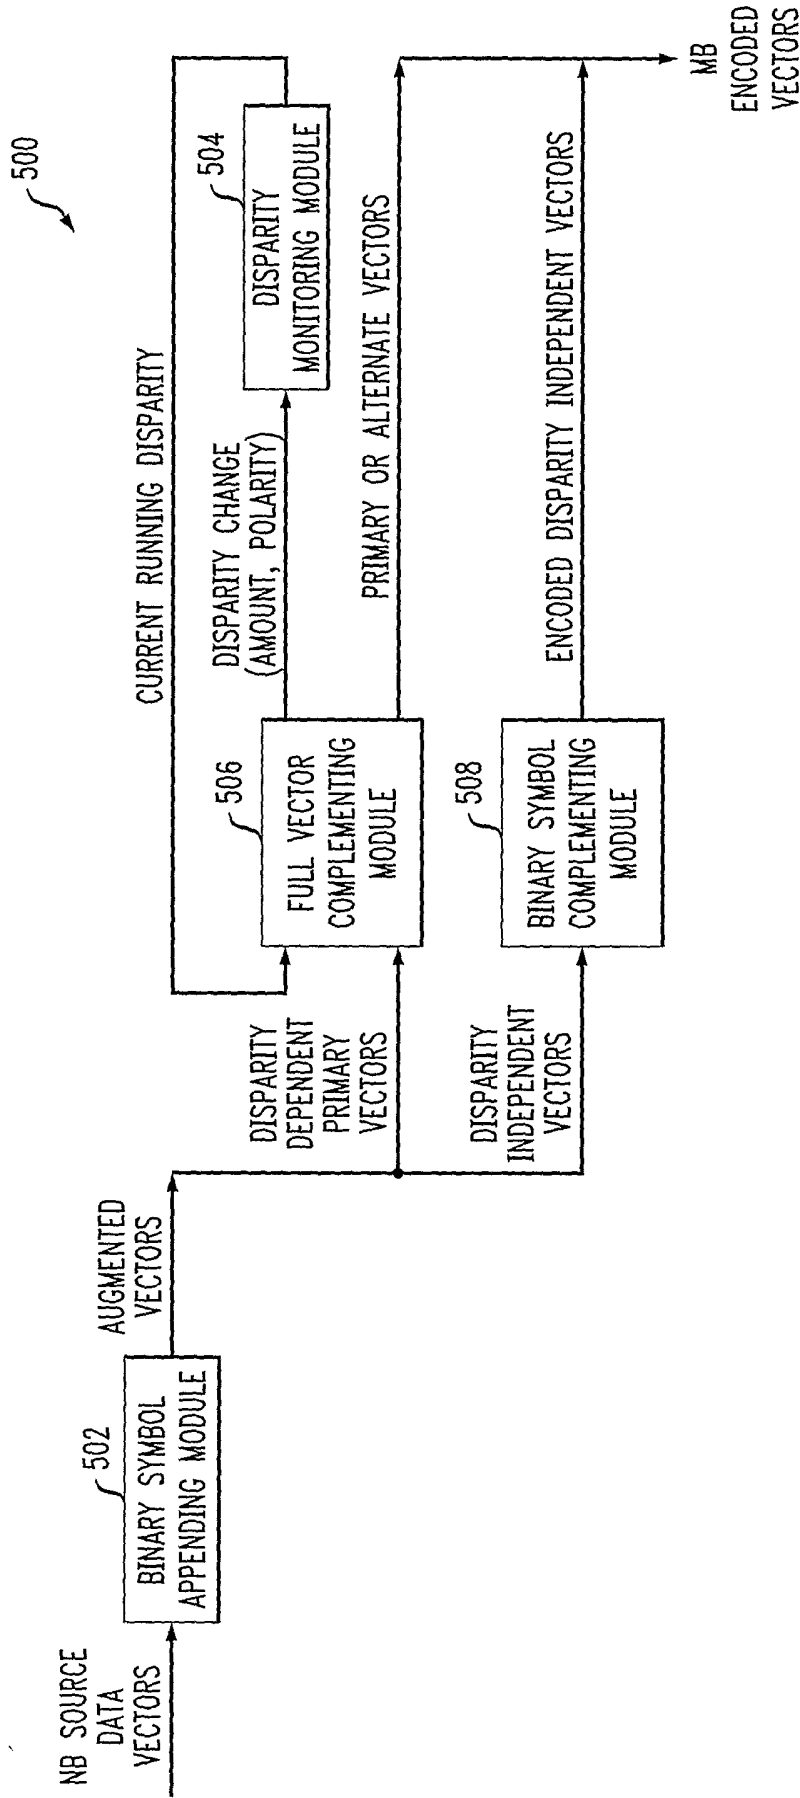 500
NB SOURCE
DATA
VECTORS
502
BINARY SYMBOL
APPENDING MODULE
AUGMENTED
VECTORS
CURRENT RUNNING DISPARITY
DISPARITY
DEPENDENT
PRIMARY
VECTORS
506
FULL VECTOR
COMPLEMENTING
MODULE
DISPARITY CHANGE
(AMOUNT, POLARITY)
504
DISPARITY
MONITORING MODULE
PRIMARY OR ALTERNATE VECTORS
DISPARITY
INDEPENDENT
VECTORS
508
BINARY SYMBOL
COMPLEMENTING
MODULE
ENCODED DISPARITY INDEPENDENT VECTORS
MB
ENCODED
VECTORS